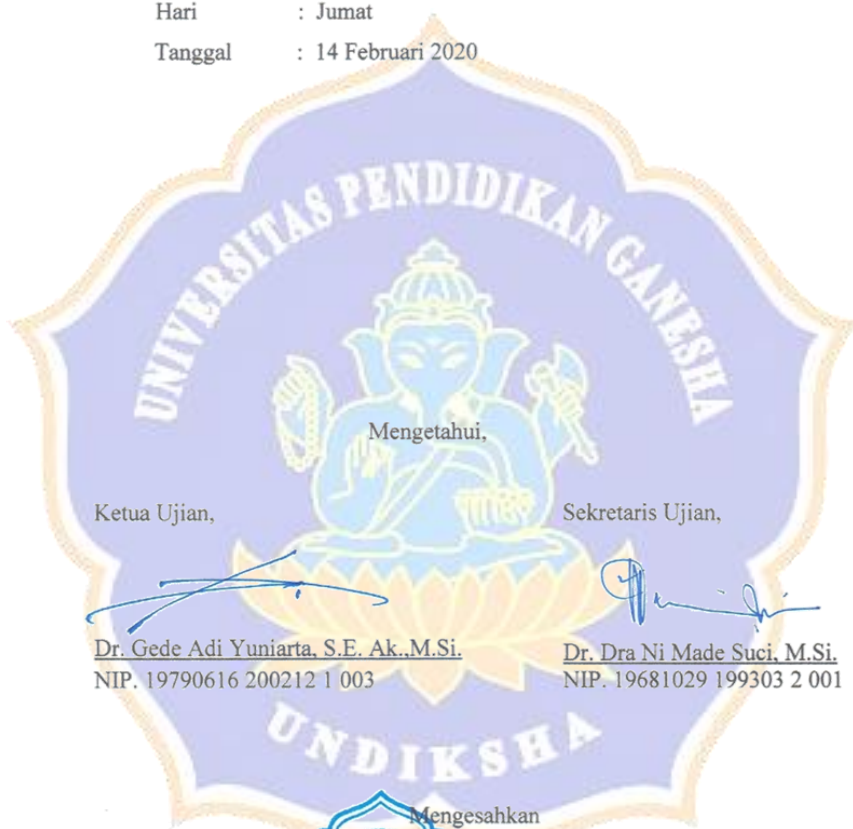 Hari : Jumat
Tanggal : 14 Februari 2020
UNIVERSITAS PENDIDIKAN GANESHA
Mengetahui,
Ketua Ujian,
Sekretaris Ujian,
Dr. Gede Adi Yuniarta, S.E. Ak.,M.Si.
NIP. 19790616 200212 1 003
Dr. Dra Ni Made Suci, M.Si.
NIP. 19681029 199303 2 001
UNDIKSHA
Mengesahkan